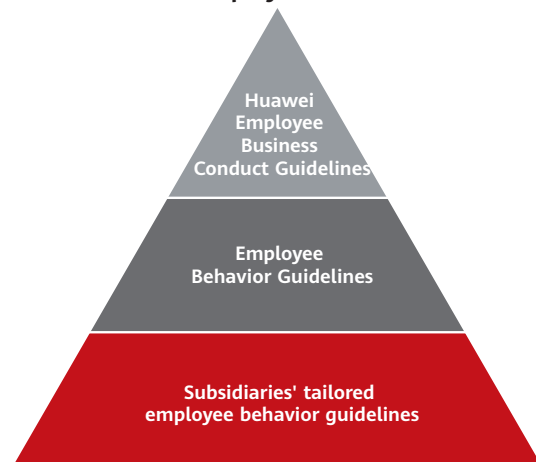 Huawei
Employee
Business
Conduct Guidelines
Employee
Behavior Guidelines
Subsidiaries' tailored
employee behavior guidelines